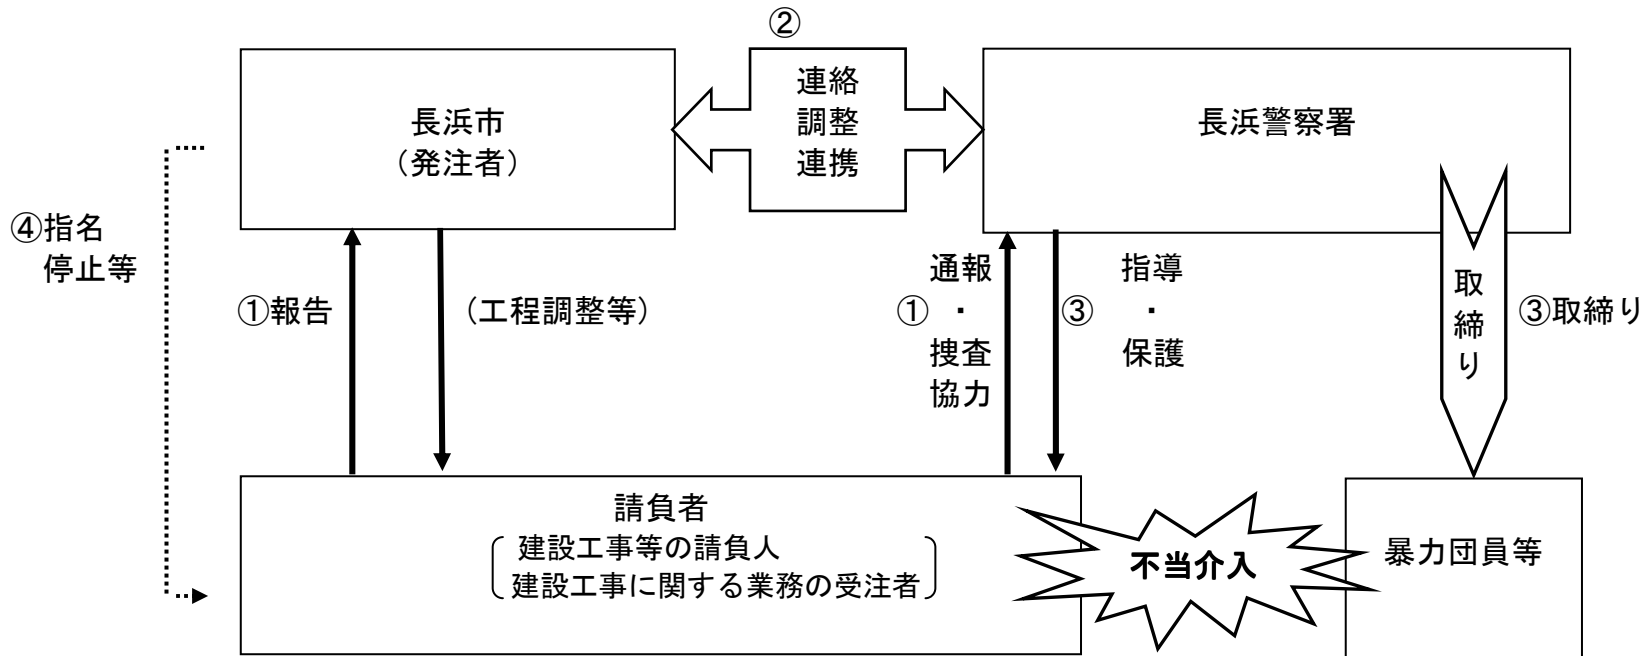 ②
長浜市
（発注者）
連絡
調整
連携
長浜警察署
④指名
停止等
①報告
（工程調整等）
①
通報
・
捜査
協力
③
指導
・
保護
取締り
③取締り
請負者
建設工事等の請負人
建設工事に関する業務の受注者
不当介入
暴力団員等